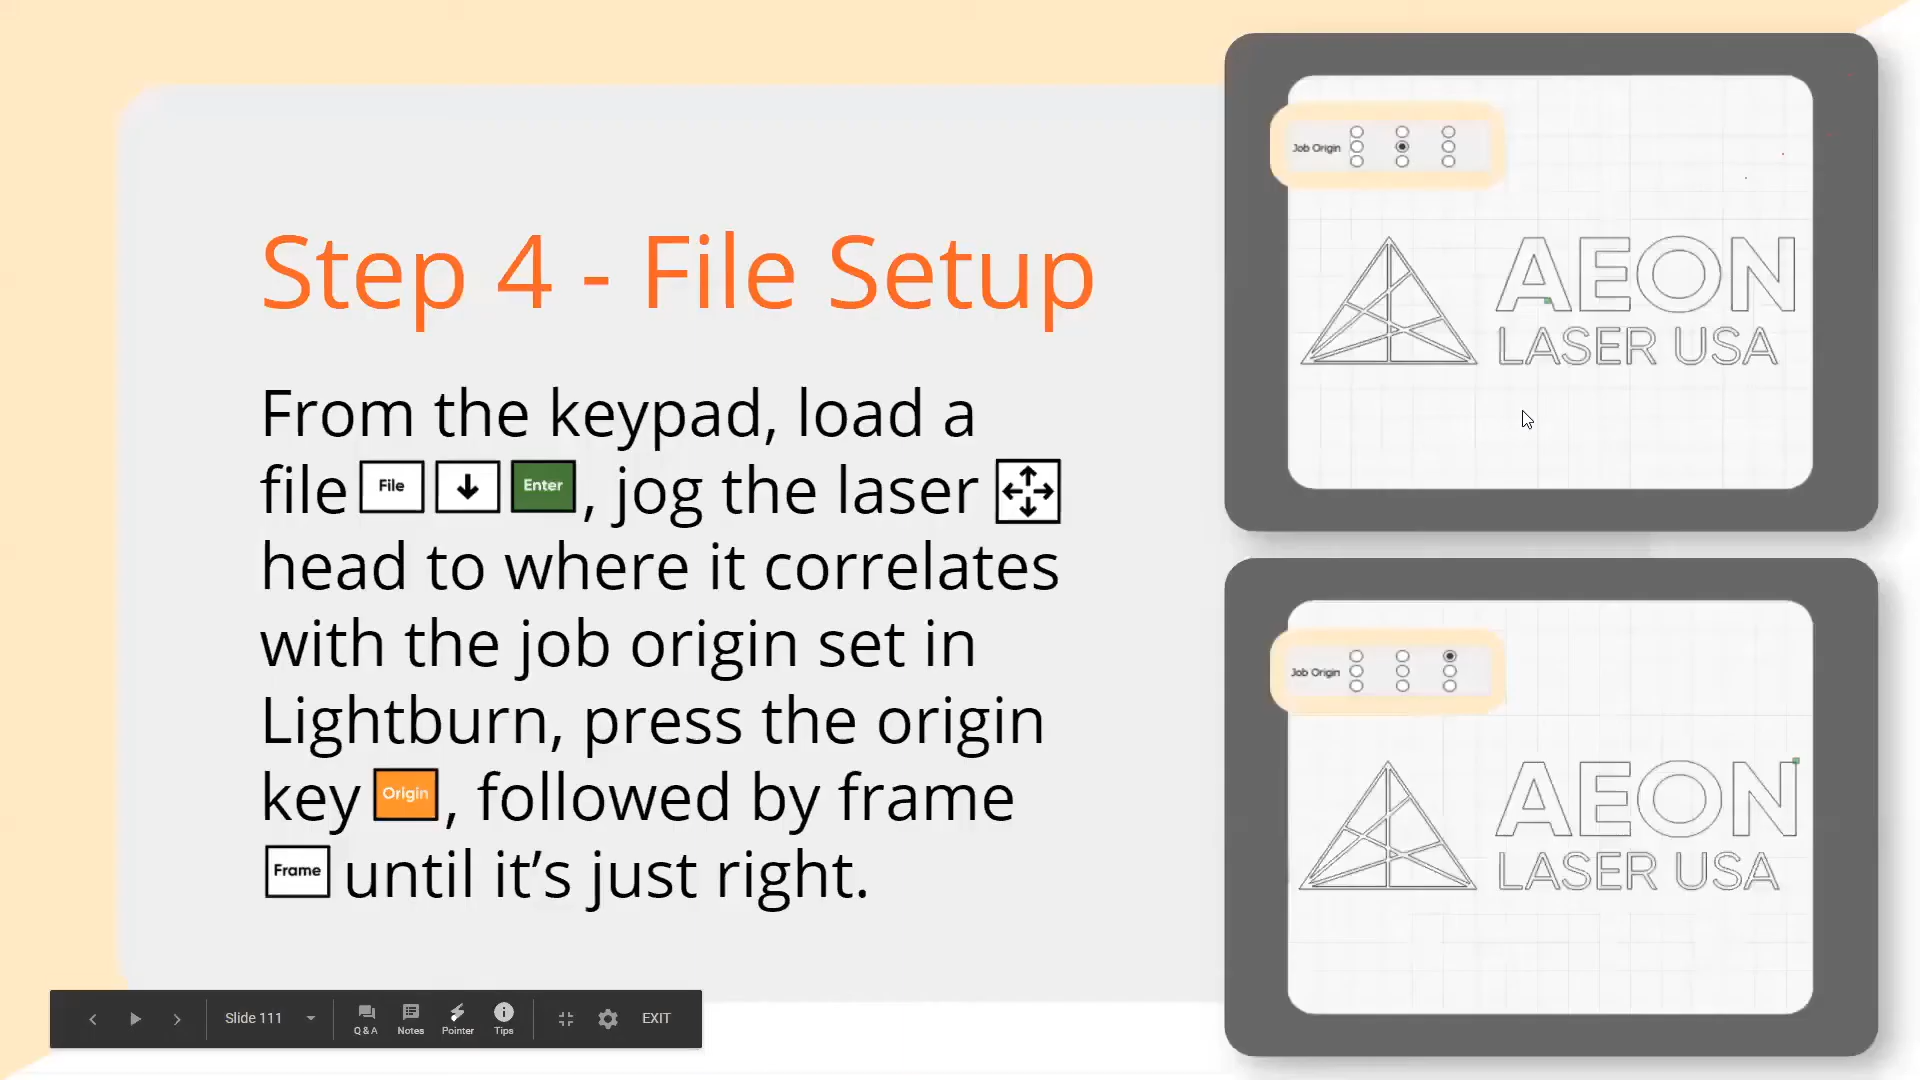 Step 4 - File Setup
From the keypad, load a
file File Enter, jog the laser
head to where it correlates
with the job origin set in
Lightburn, press the origin
key Origin, followed by frame
Frame until it’s just right.
Job Origin
AEON
LASER USA
Job Origin
AEON
LASER USA
Slide 111
Q & A
Notes
Pointer
Tips
EXIT